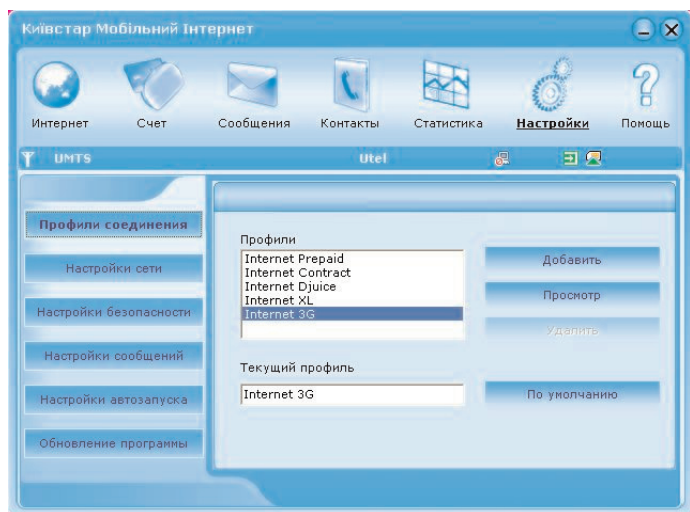 Київстар Мобільний Інтернет
Интернет Счет Сообщения Контакты Статистика Настройки Помощь
UMTS Utel
Профили соединения
Настройки сети
Настройки безопасности
Настройки сообщений
Настройки автозапуска
Обновление программы
Профили
Internet Prepaid
Internet Contract
Internet Djuice
Internet XL
Internet 3G
Добавить
Просмотр
Удалить
Текущий профиль
Internet 3G
По умолчанию